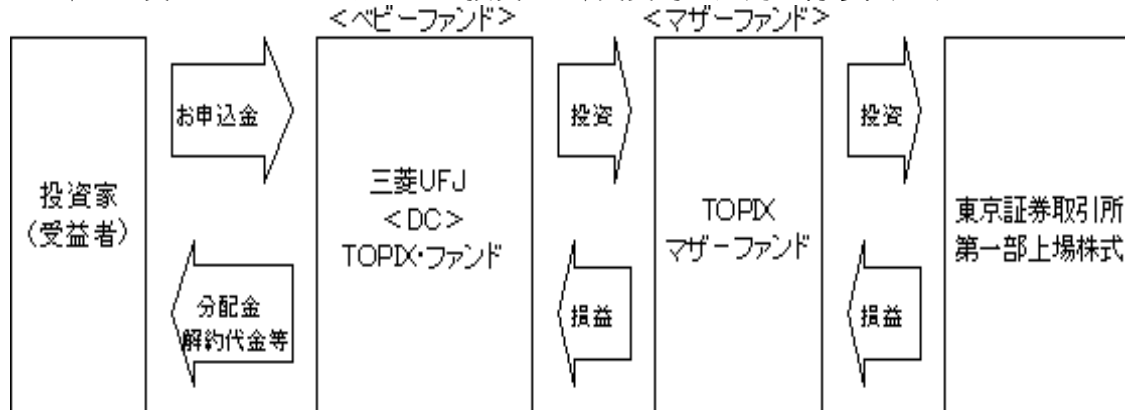 <ベビーファンド>
<マザーファンド>
お申込金
投資
投資
投資家
(受益者)
三菱UFJ
<DC>
TOPIX・ファンド
TOPIX
マザーファンド
東京証券取引所
第一部上場株式
分配金
解約代金等
損益
損益